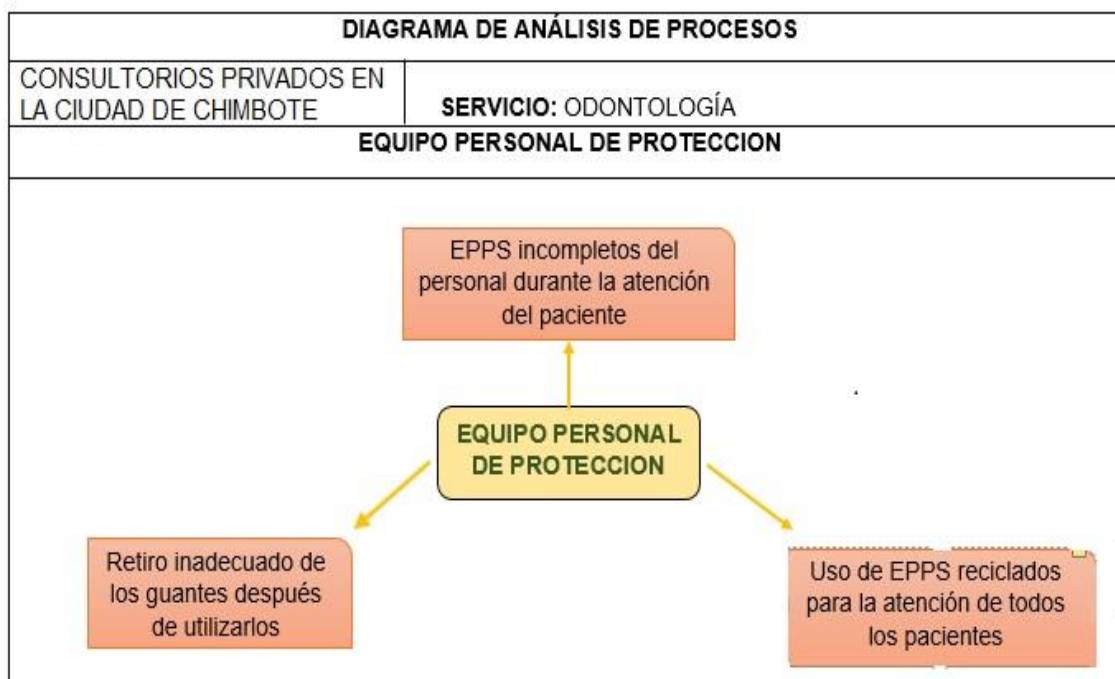 DIAGRAMA DE ANÁLISIS DE PROCESOS
CONSULTORIOS PRIVADOS EN
LA CIUDAD DE CHIMBOTE
SERVICIO: ODONTOLOGÍA
EQUIPO PERSONAL DE PROTECCION
EPPS incompletos del
personal durante la atención
del paciente
EQUIPO PERSONAL
DE PROTECCION
Retiro inadecuado de
los guantes después
de utilizarlos
Uso de EPPS reciclados
para la atención de todos
los pacientes